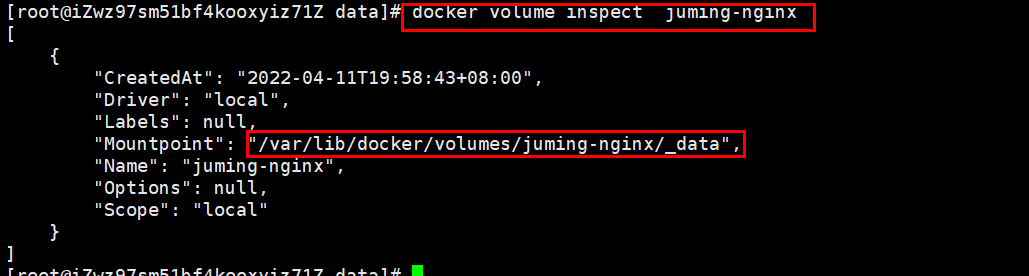 [root@iZwz97sm51bf4kooxyiz71Z data]# docker volume inspect  juming-nginx
[
    {
        "CreatedAt": "2022-04-11T19:58:43+08:00",
        "Driver": "local",
        "Labels": null,
        "Mountpoint": "/var/lib/docker/volumes/juming-nginx/_data",
        "Name": "juming-nginx",
        "Options": null,
        "Scope": "local"
    }
]
[root@iZwz97sm51bf4kooxyiz71Z data]#